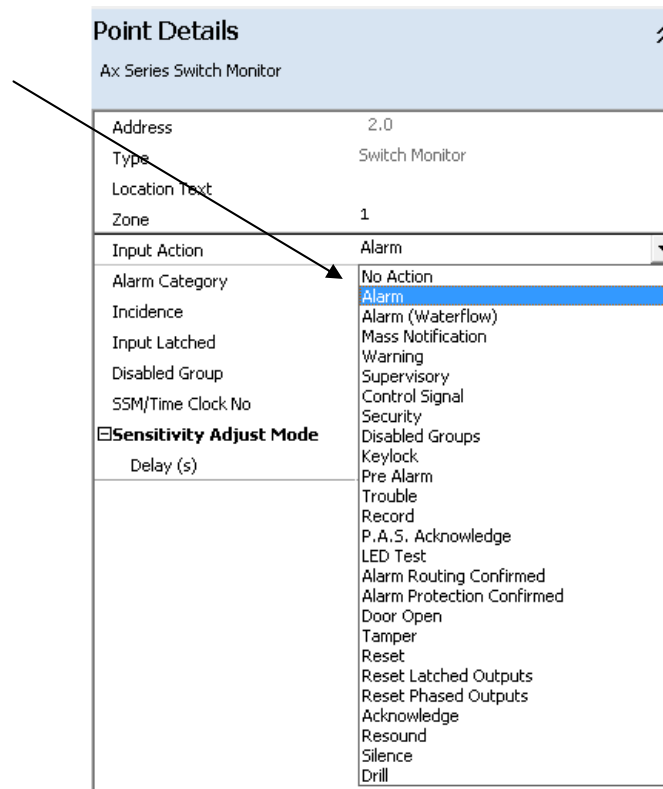 Point Details
Ax Series Switch Monitor
Address 2.0
Type Switch Monitor
Location Text
Zone 1
Input Action Alarm
Alarm Category
Incidence
Input Latched
Disabled Group
SSM/Time Clock No
Sensitivity Adjust Mode
Delay (s)
No Action
Alarm
Alarm (Waterflow)
Mass Notification
Warning
Supervisory
Control Signal
Security
Disabled Groups
Keylock
Pre Alarm
Trouble
Record
P.A.S. Acknowledge
LED Test
Alarm Routing Confirmed
Alarm Protection Confirmed
Door Open
Tamper
Reset
Reset Latched Outputs
Reset Phased Outputs
Acknowledge
Resound
Silence
Drill